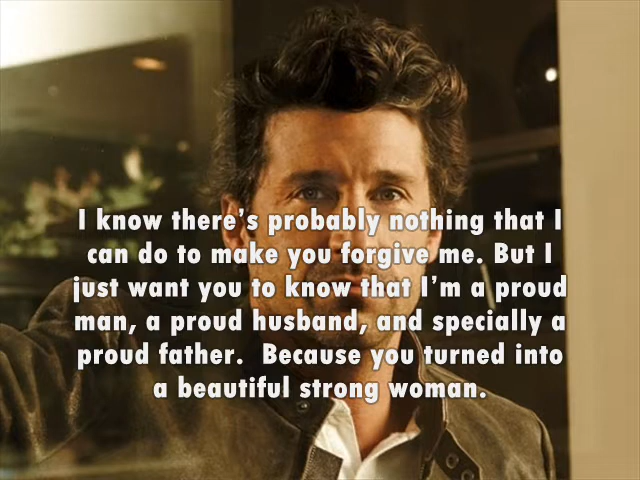 I know there's probably nothing that I
can do to make you forgive me. But I
just want you to know that I'm a proud
man, a proud husband, and specially a
proud father.  Because you turned into
a beautiful strong woman.